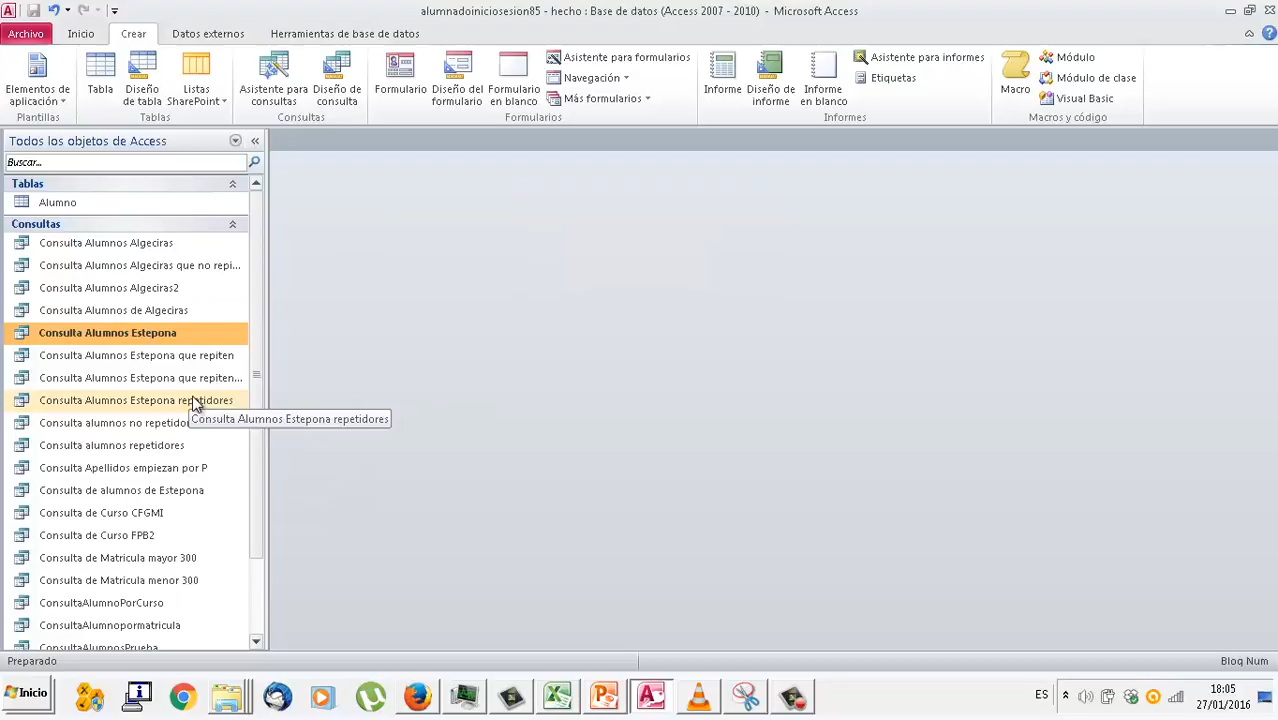 alumnadoiniciosesion85 - hecho : Base de datos (Access 2007 - 2010) - Microsoft Access
Archivo Inicio Crear Datos externos Herramientas de base de datos
Elementos de aplicación
Plantillas
Tabla
Diseño de tabla
Listas SharePoint
Tablas
Asistente para consultas
Diseño de consulta
Consultas
Formulario
Diseño del formulario
Formulario en blanco
Asistente para formularios
Navegación
Más formularios
Formularios
Informe
Diseño de informe
Informe en blanco
Asistente para informes
Etiquetas
Informes
Macro
Módulo
Módulo de clase
Visual Basic
Macros y código
Todos los objetos de Access
Buscar...
Tablas
Alumno
Consultas
Consulta Alumnos Algeciras
Consulta Alumnos Algeciras que no repi...
Consulta Alumnos Algeciras2
Consulta Alumnos de Algeciras
Consulta Alumnos Estepona
Consulta Alumnos Estepona que repiten
Consulta Alumnos Estepona que repiten...
Consulta Alumnos Estepona repetidores
Consulta Alumnos Estepona repetidores
Consulta alumnos no repetido
Consulta alumnos repetidores
Consulta Apellidos empiezan por P
Consulta de alumnos de Estepona
Consulta de Curso CFGMI
Consulta de Curso FPB2
Consulta de Matricula mayor 300
Consulta de Matricula menor 300
ConsultaAlumnoPorCurso
ConsultaAlumnopormatricula
ConsultaAlumnosPrueba
Preparado
Bloq Num
Inicio
ES
18:05
27/01/2016